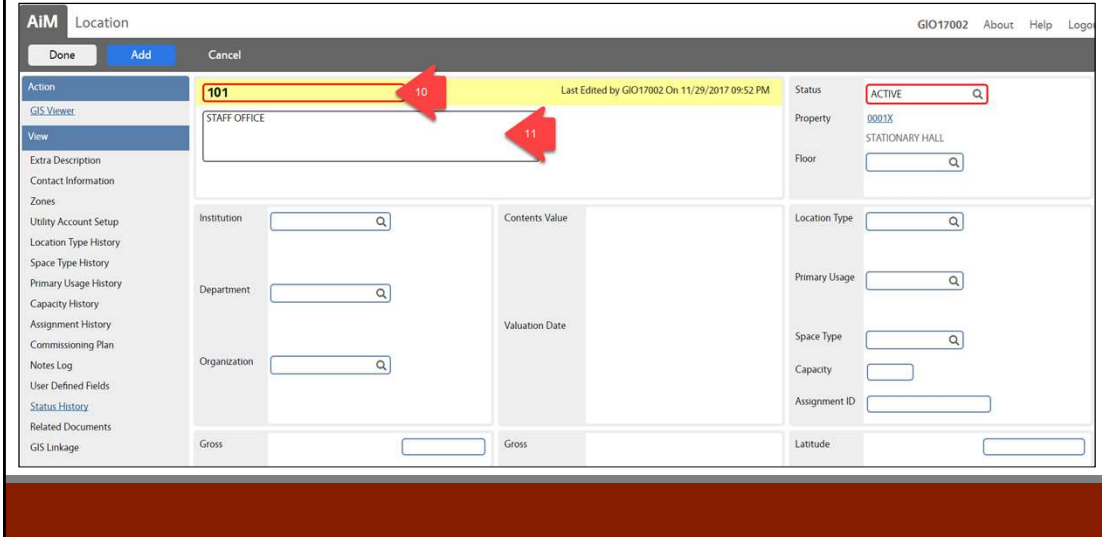 AiM Location
GIO17002 About Help Logo
Done Add Cancel
Action
GIS Viewer
View
Extra Description
Contact Information
Zones
Utility Account Setup
Location Type History
Space Type History
Primary Usage History
Capacity History
Assignment History
Commissioning Plan
Notes Log
User Defined Fields
Status History
Related Documents
GIS Linkage
101
10
Last Edited by GIO17002 On 11/29/2017 09:52 PM
STAFF OFFICE
11
Status ACTIVE
Property 0001X
STATIONARY HALL
Floor
Institution
Department
Organization
Contents Value
Valuation Date
Location Type
Primary Usage
Space Type
Capacity
Assignment ID
Gross
Gross
Latitude